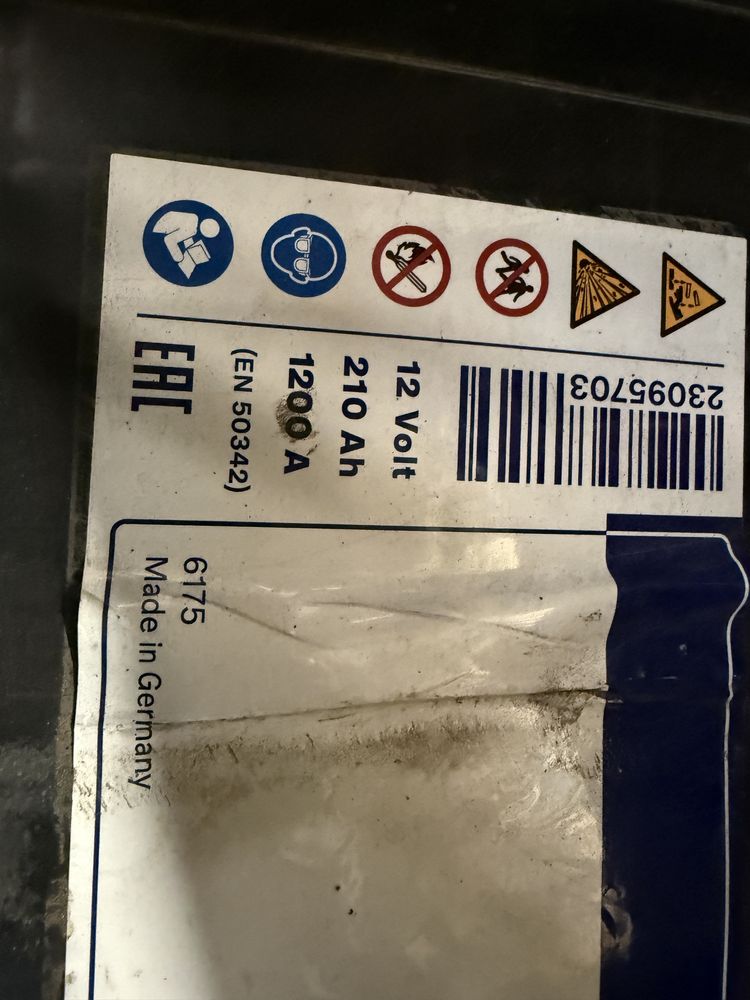 23095703
12 Volt
210 Ah
1200 A
(EN 50342)
EAC
6175
Made in Germany